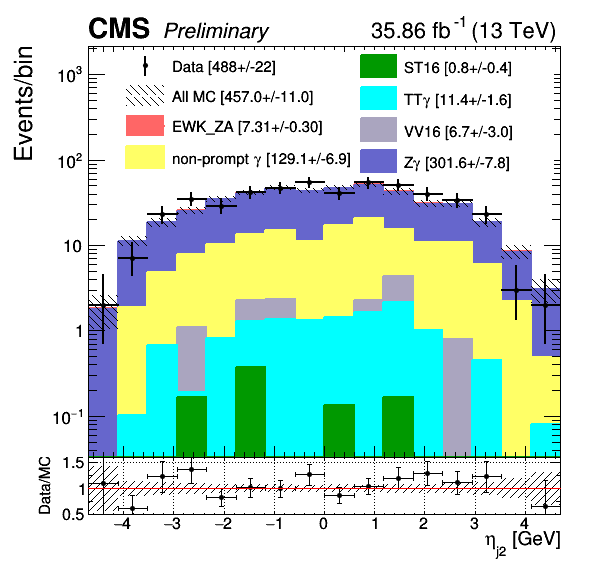 CMS Preliminary 35.86 fb⁻¹ (13 TeV)
Events/bin
Data [488+/-22]
All MC [457.0+/-11.0]
EWK_ZA [7.31+/-0.30]
non-prompt γ [129.1+/-6.9]
ST16 [0.8+/-0.4]
TTγ [11.4+/-1.6]
VV16 [6.7+/-3.0]
Zγ [301.6+/-7.8]
10³
10²
10
1
10⁻¹
Data/MC
1.5
1
0.5
−4 −3 −2 −1 0 1 2 3 4
η_j2 [GeV]